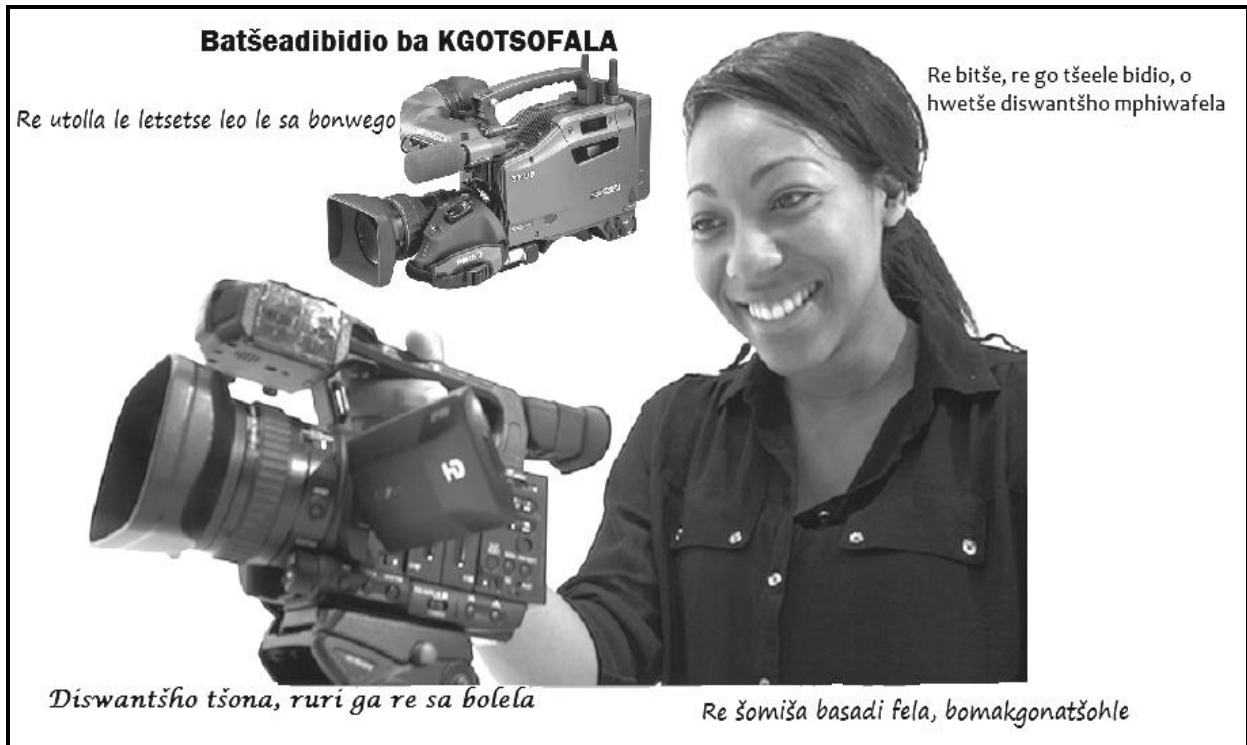 Batšeadibidio ba KGOTSOFALA
Re bitše, re go tšeele bidio, o
hwetše diswantšho mphiwafela
Re utolla le letsetse leo le sa bonwego
HD
Diswantšho tšona, ruri ga re sa bolela
Re šomiša basadi fela, bomakgonatšohle